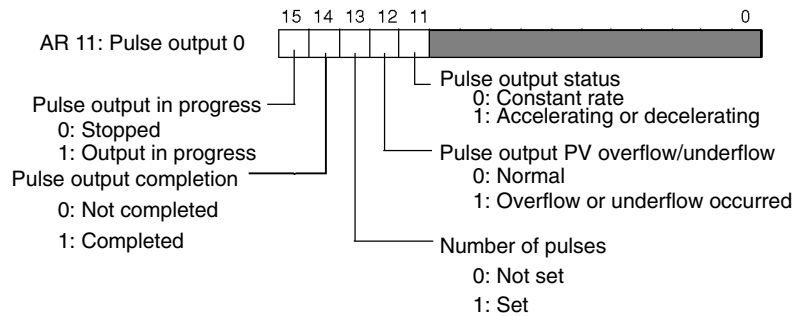 15 14 13 12 11 0
AR 11: Pulse output 0
Pulse output in progress
0: Stopped
1: Output in progress
Pulse output completion
0: Not completed
1: Completed
Pulse output status
0: Constant rate
1: Accelerating or decelerating
Pulse output PV overflow/underflow
0: Normal
1: Overflow or underflow occurred
Number of pulses
0: Not set
1: Set